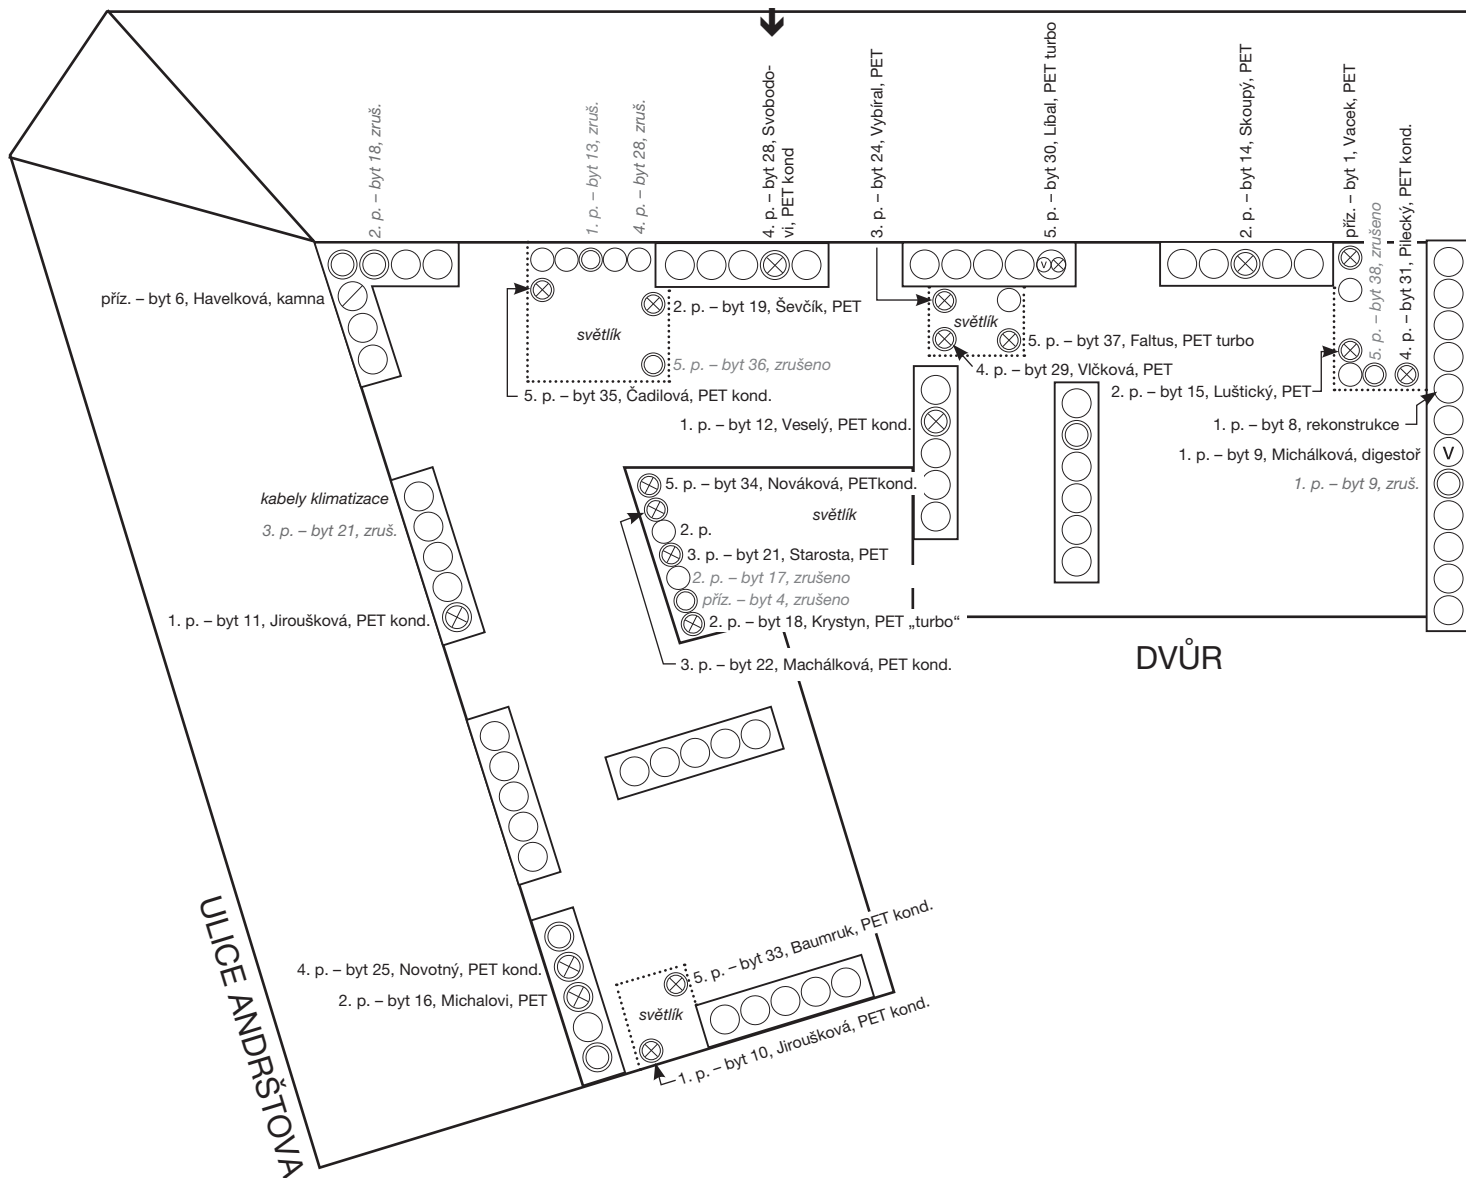 2. p. – byt 18, zruš.
1. p. – byt 13, zruš.
4. p. – byt 28, zruš.
4. p. – byt 28, Svobodo-
vi, PET kond
3. p. – byt 24, Vybíral, PET
5. p. – byt 30, Líbal, PET turbo
2. p. – byt 14, Skoupý, PET
příz. – byt 1, Vacek, PET
5. p. – byt 38, zrušeno
4. p. – byt 31, Pilecký, PET kond.
příz. – byt 6, Havelková, kamna
světlík
2. p. – byt 19, Ševčík, PET
5. p. – byt 36, zrušeno
5. p. – byt 35, Čadilová, PET kond.
v
světlík
5. p. – byt 37, Faltus, PET turbo
4. p. – byt 29, Vlčková, PET
2. p. – byt 15, Luštický, PET
1. p. – byt 12, Veselý, PET kond.
1. p. – byt 8, rekonstrukce
1. p. – byt 9, Michálková, digestoř
v
1. p. – byt 9, zruš.
kabely klimatizace
3. p. – byt 21, zruš.
5. p. – byt 34, Nováková, PETkond.
světlík
2. p.
3. p. – byt 21, Starosta, PET
2. p. – byt 17, zrušeno
příz. – byt 4, zrušeno
2. p. – byt 18, Krystyn, PET „turbo“
1. p. – byt 11, Jiroušková, PET kond.
3. p. – byt 22, Machálková, PET kond.
DVŮR
ULICE ANDRŠTOVA
4. p. – byt 25, Novotný, PET kond.
2. p. – byt 16, Michalovi, PET
5. p. – byt 33, Baumruk, PET kond.
světlík
1. p. – byt 10, Jiroušková, PET kond.